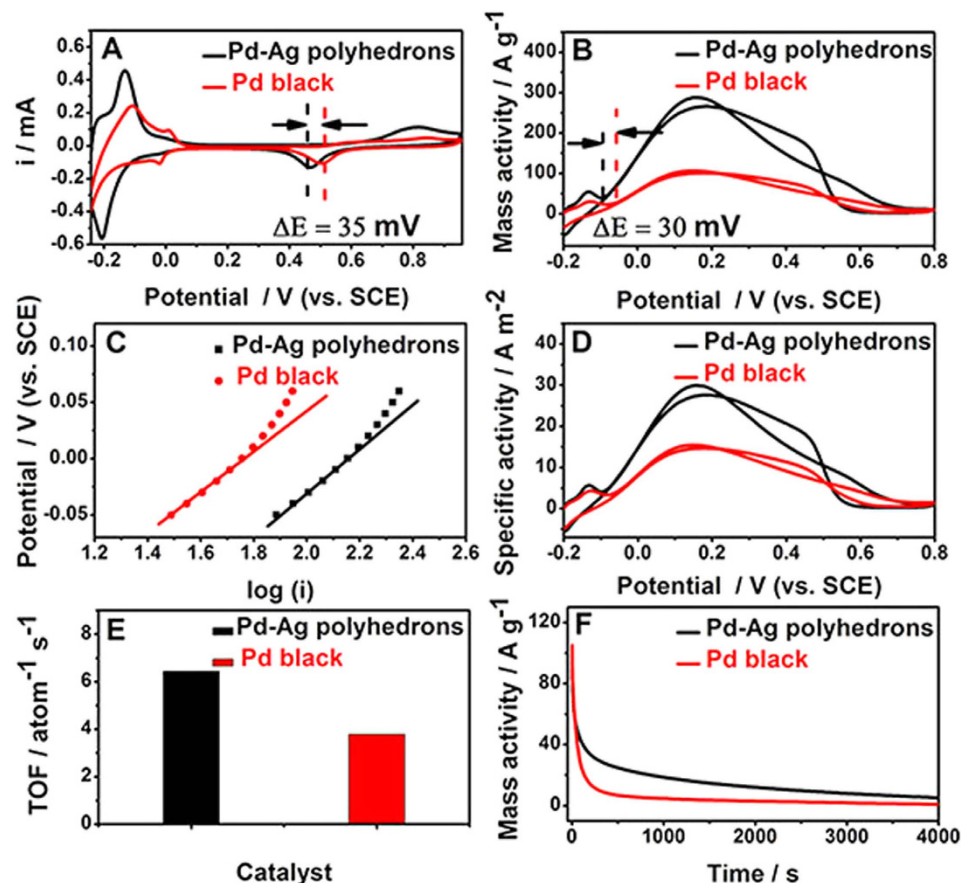 A
Pd-Ag polyhedrons
Pd black
ΔE = 35 mV
i / mA
0.6
0.4
0.2
0.0
-0.2
-0.4
-0.6
-0.2 0.0 0.2 0.4 0.6 0.8
Potential / V (vs. SCE)
B
Pd-Ag polyhedrons
Pd black
ΔE = 30 mV
Mass activity / A g-1
400
300
200
100
0
-0.2 0.0 0.2 0.4 0.6 0.8
Potential / V (vs. SCE)
C
Pd-Ag polyhedrons
Pd black
Potential / V (vs. SCE)
0.10
0.05
0.00
-0.05
1.2 1.4 1.6 1.8 2.0 2.2 2.4 2.6
log (i)
D
Pd-Ag polyhedrons
Pd black
Specific activity / A m-2
40
30
20
10
0
-0.2 0.0 0.2 0.4 0.6 0.8
Potential / V (vs. SCE)
E
Pd-Ag polyhedrons
Pd black
TOF / atom-1 s-1
8
6
4
2
0
Catalyst
F
Pd-Ag polyhedrons
Pd black
Mass activity / A g-1
120
80
40
0
0 1000 2000 3000 4000
Time / s